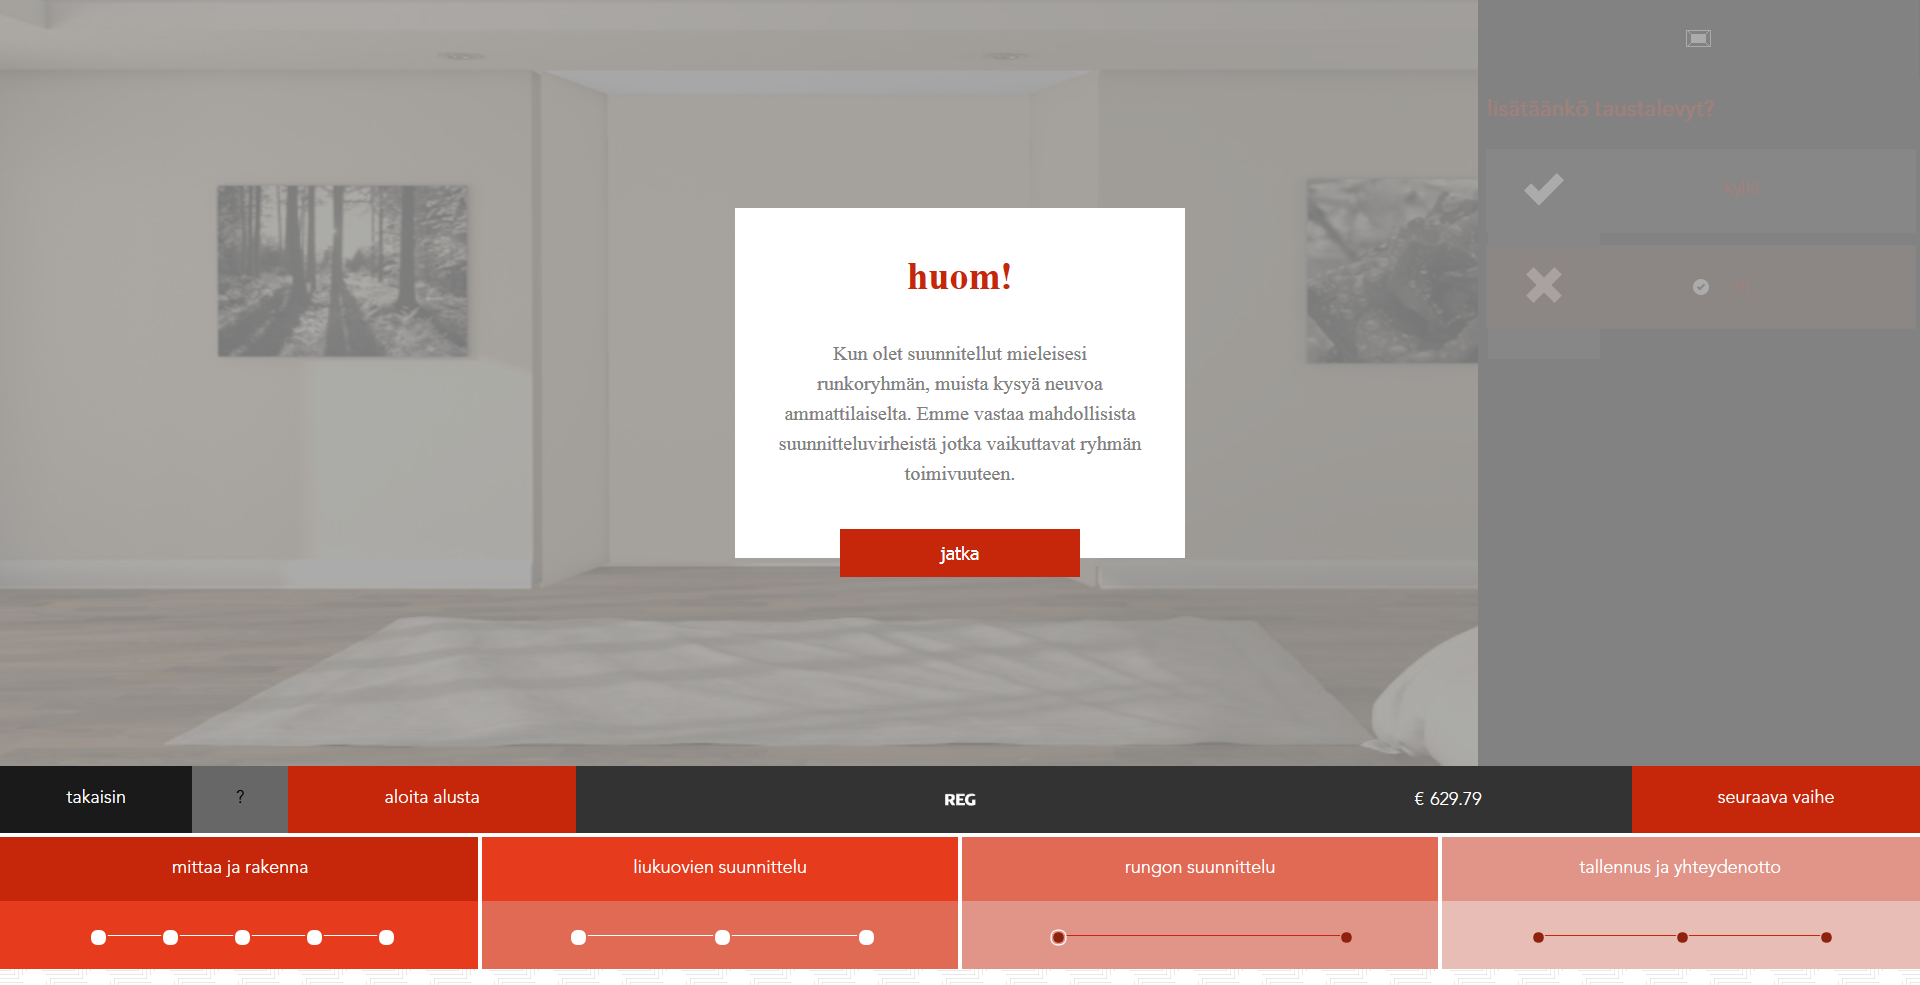 lisätäänkö taustalevyt?
kyllä
huom!
Kun olet suunnitellut mieleisesi
runkoryhmän, muista kysyä neuvoa
ammattilaiselta. Emme vastaa mahdollisista
suunnitteluvirheistä jotka vaikuttavat ryhmän
toimivuuteen.
jatka
takaisin
?
aloita alusta
REG
€ 629.79
seuraava vaihe
mittaa ja rakenna
liukuovien suunnittelu
rungon suunnittelu
tallennus ja yhteydenotto